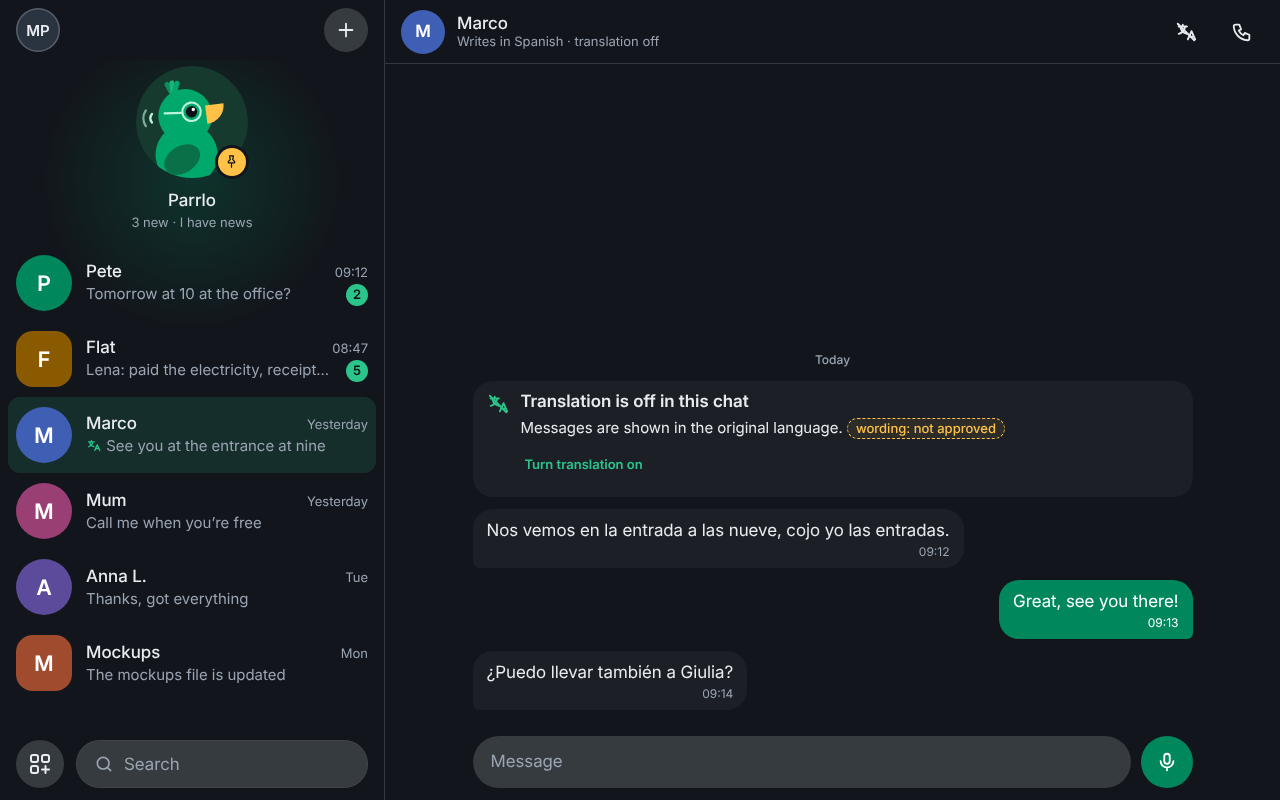 MP
Parrlo
3 new · I have news
P
Pete
09:12
Tomorrow at 10 at the office?
2
F
Flat
08:47
Lena: paid the electricity, receipt…
5
M
Marco
Yesterday
See you at the entrance at nine
M
Mum
Yesterday
Call me when you’re free
A
Anna L.
Tue
Thanks, got everything
M
Mockups
Mon
The mockups file is updated
Search
M
Marco
Writes in Spanish · translation off
Today
Translation is off in this chat
Messages are shown in the original language. wording: not approved
Turn translation on
Nos vemos en la entrada a las nueve, cojo yo las entradas.
09:12
Great, see you there!
09:13
¿Puedo llevar también a Giulia?
09:14
Message